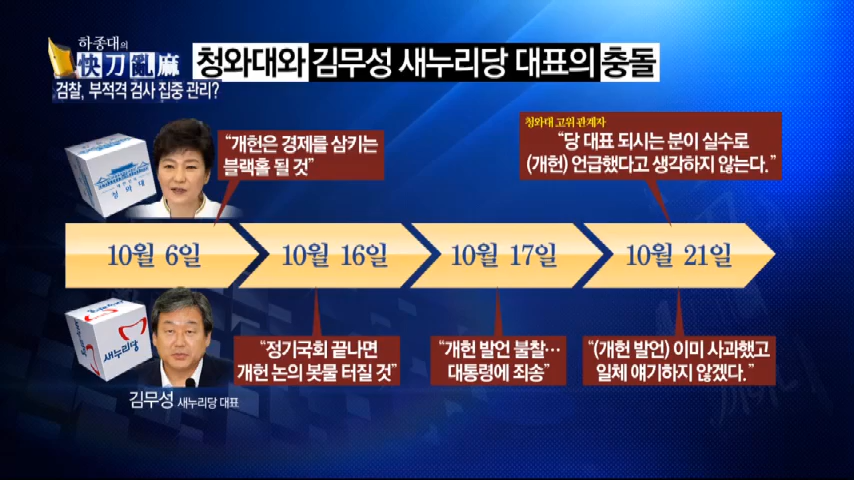 하종대의
快刀亂麻
검찰, 부적격 검사 집중 관리?
청와대와 김무성 새누리당 대표의 충돌
청와대 고위 관계자
“개헌은 경제를 삼키는
블랙홀 될 것”
“당 대표 되시는 분이 실수로
(개헌) 언급했다고 생각하지 않는다.”
청와대
10월 6일
10월 16일
10월 17일
10월 21일
새누리당
“정기국회 끝나면
개헌 논의 봇물 터질 것”
“개헌 발언 불찰…
대통령에 죄송”
“(개헌 발언) 이미 사과했고
일체 얘기하지 않겠다.”
김무성 새누리당 대표